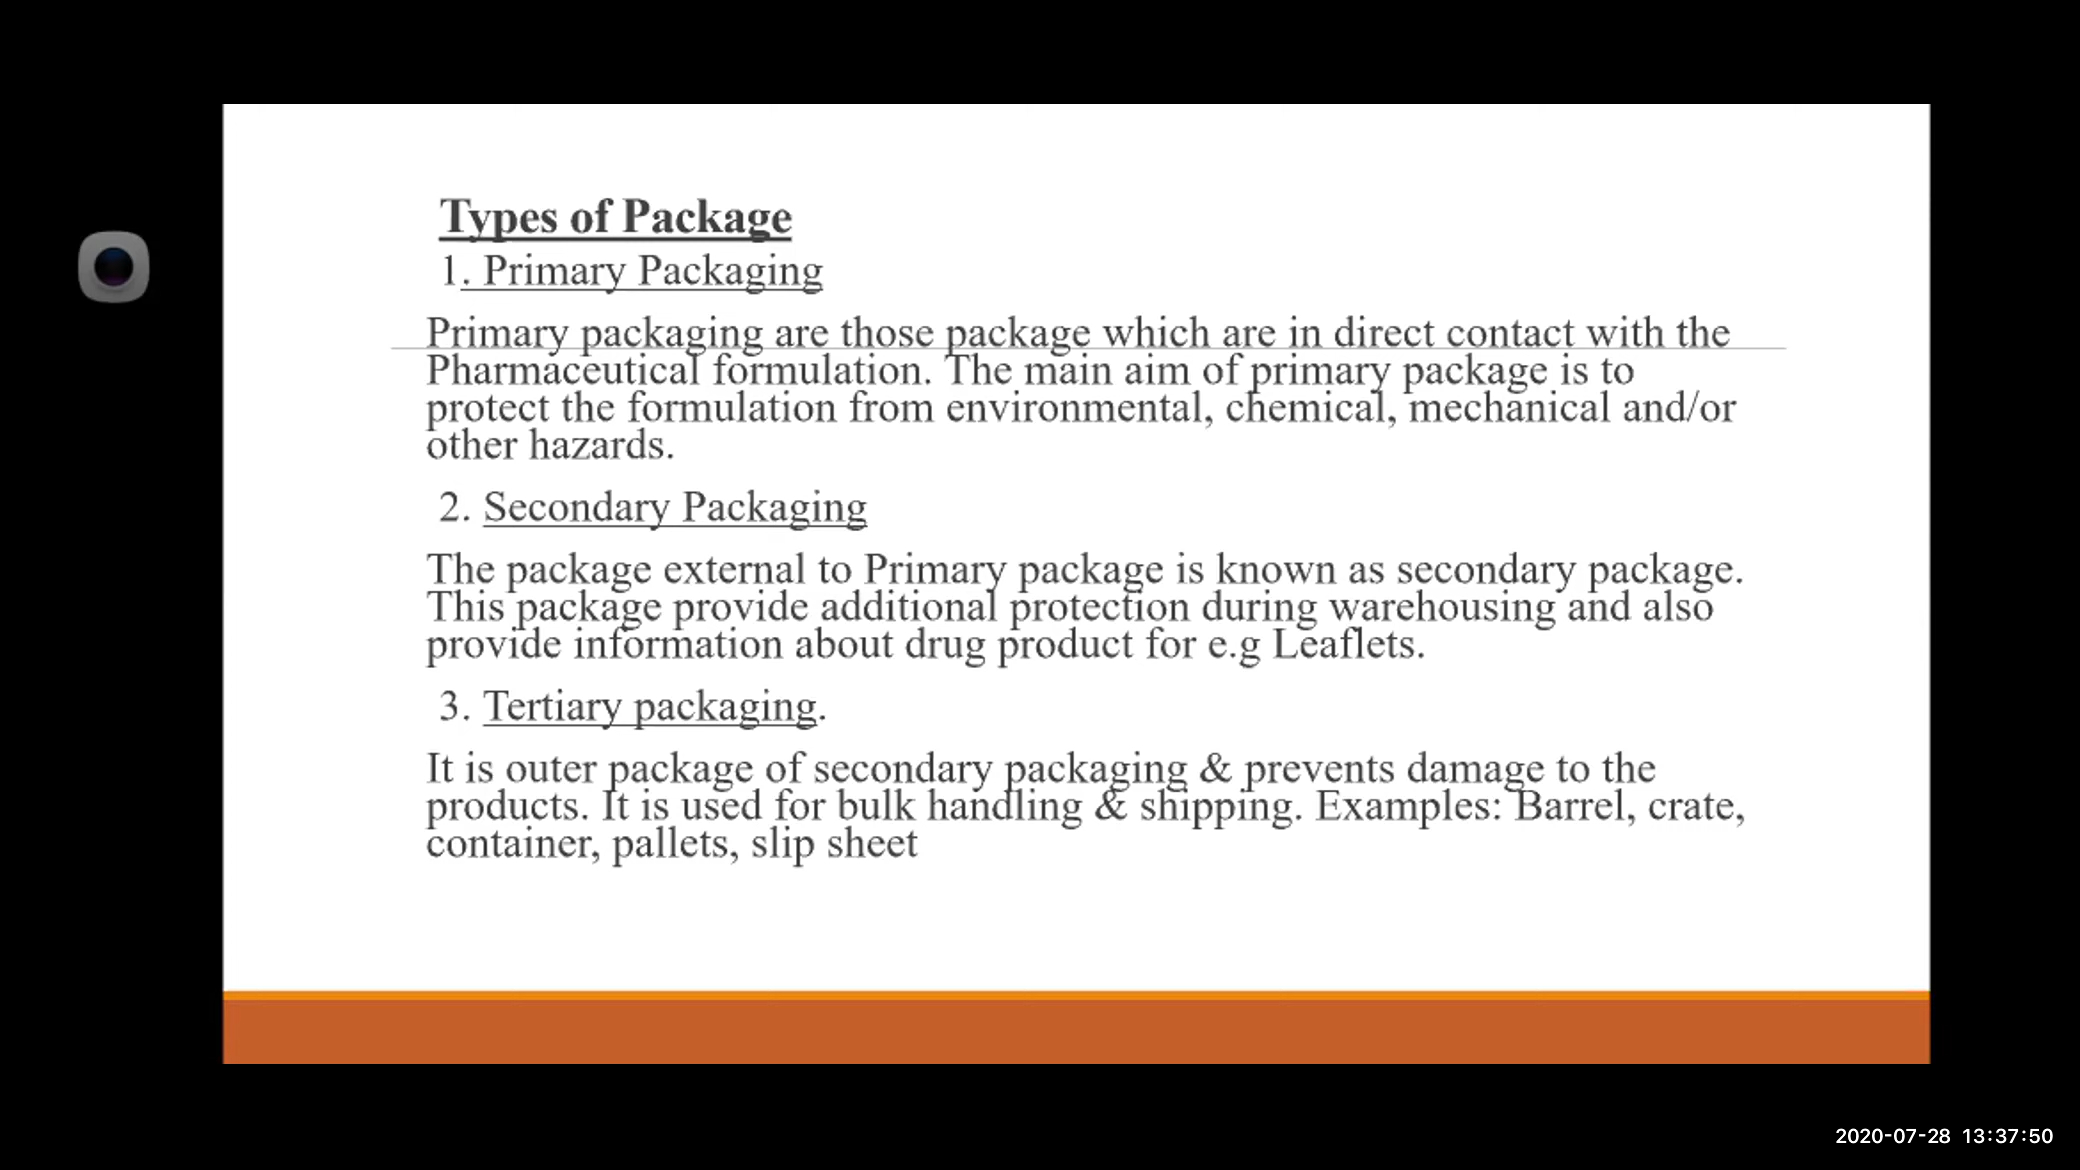 Types of Package
1. Primary Packaging
Primary packaging are those package which are in direct contact with the
Pharmaceutical formulation. The main aim of primary package is to
protect the formulation from environmental, chemical, mechanical and/or
other hazards.
2. Secondary Packaging
The package external to Primary package is known as secondary package.
This package provide additional protection during warehousing and also
provide information about drug product for e.g Leaflets.
3. Tertiary packaging.
It is outer package of secondary packaging & prevents damage to the
products. It is used for bulk handling & shipping. Examples: Barrel, crate,
container, pallets, slip sheet
2020-07-28 13:37:50